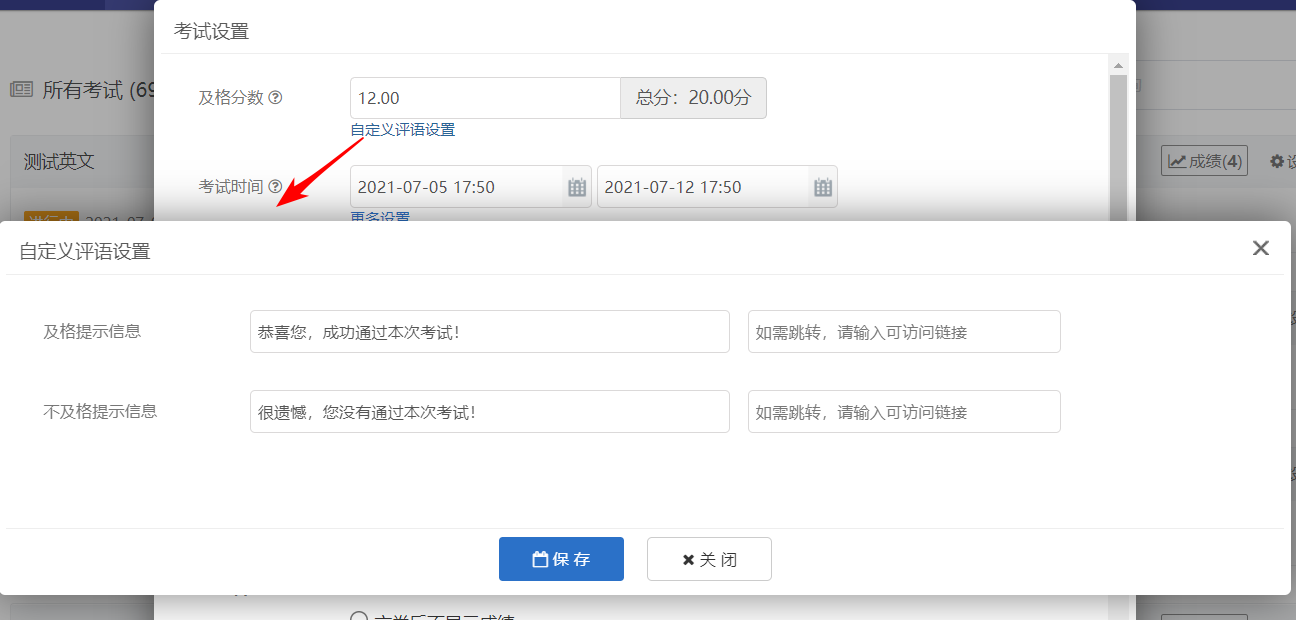 考试设置
所有考试 (69
及格分数
12.00
总分：20.00分
自定义评语设置
测试英文
成绩(4)
考试时间
2021-07-05 17:50
2021-07-12 17:50
更多设置
进行中
自定义评语设置
及格提示信息
恭喜您，成功通过本次考试！
如需跳转，请输入可访问链接
不及格提示信息
很遗憾，您没有通过本次考试！
如需跳转，请输入可访问链接
保 存
关 闭